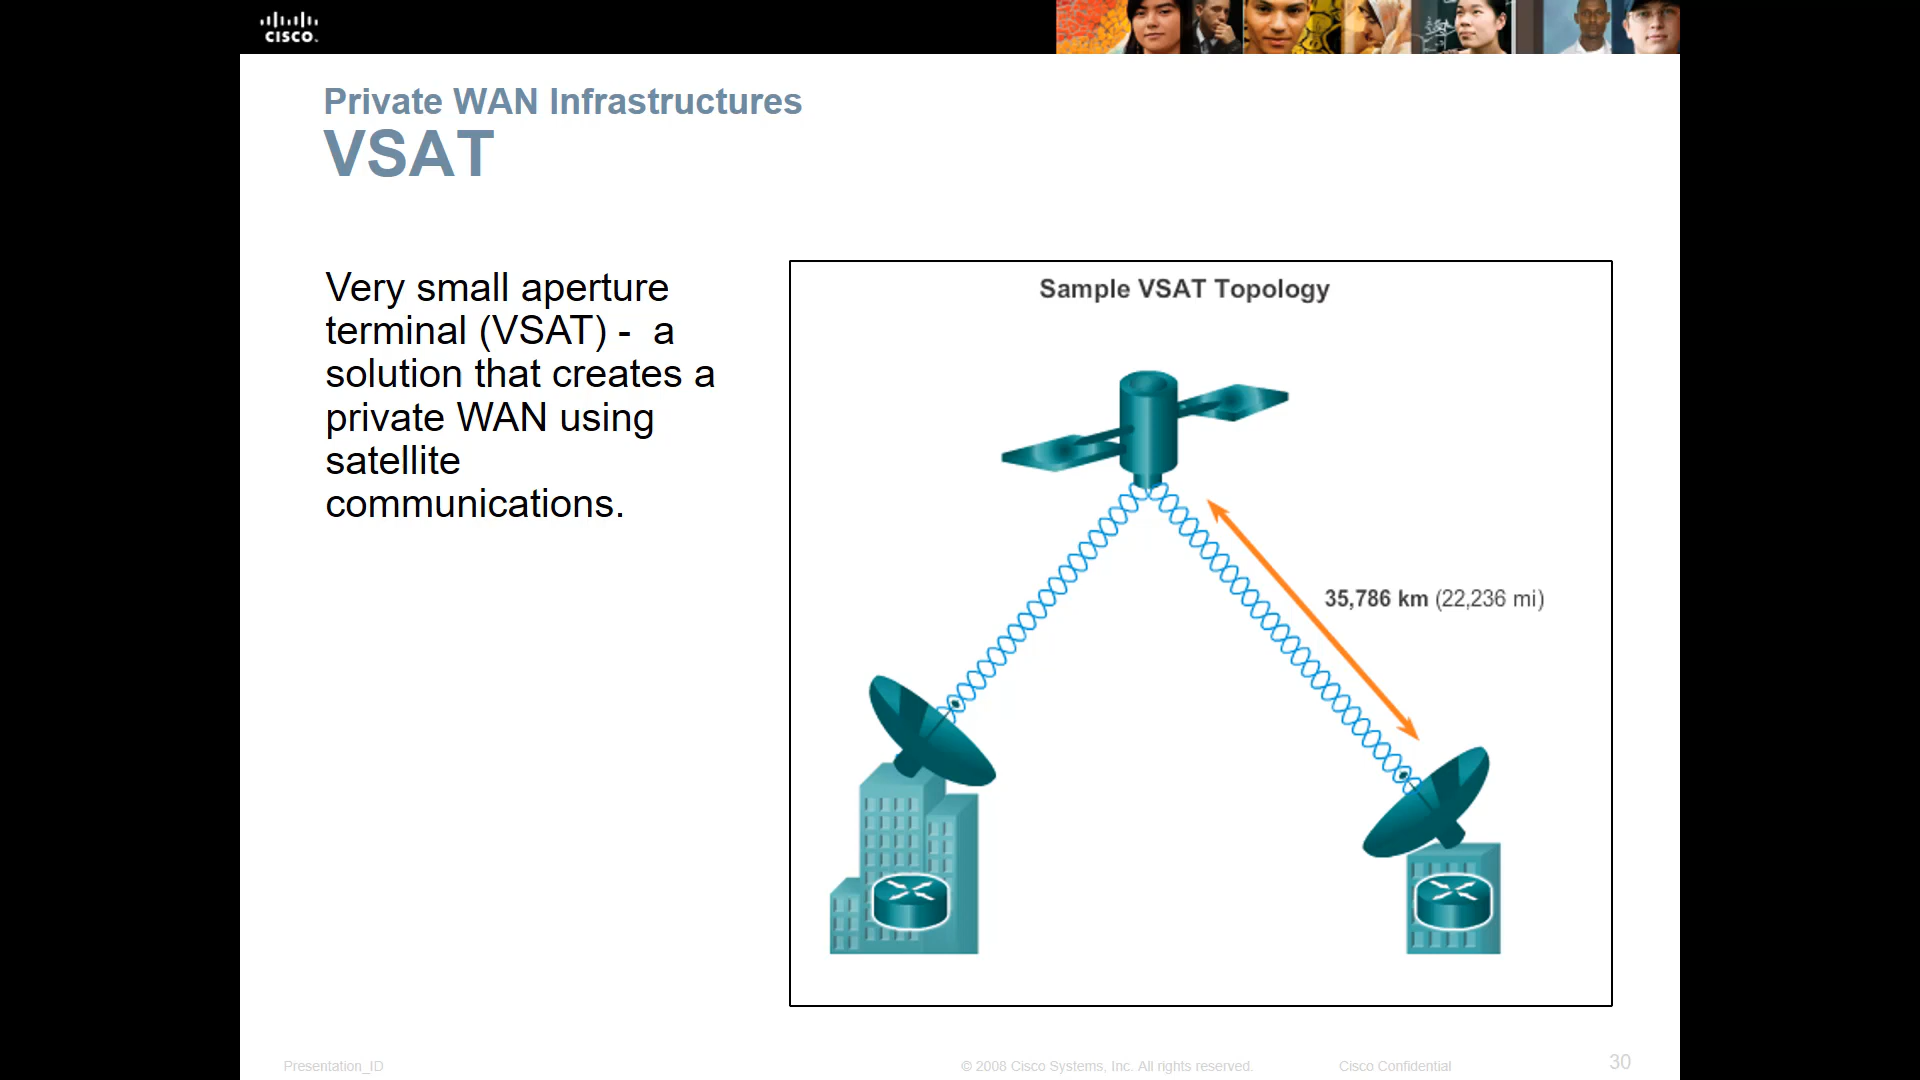 CISCO.
Private WAN Infrastructures
VSAT
Very small aperture
terminal (VSAT) -  a
solution that creates a
private WAN using
satellite
communications.
Sample VSAT Topology
35,786 km (22,236 mi)
Presentation_ID
© 2008 Cisco Systems, Inc. All rights reserved.
Cisco Confidential
30